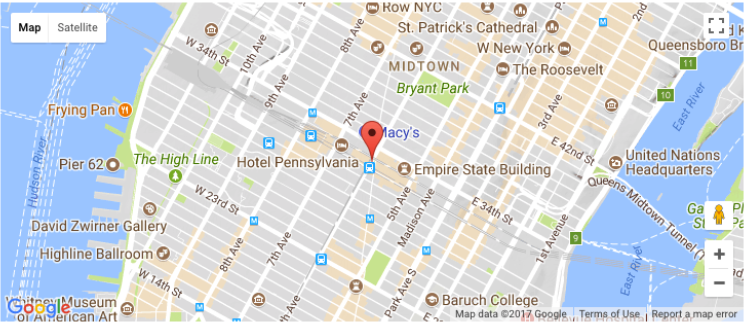 Map
Satellite
Row NYC
St. Patrick's Cathedral
W New York
Queensboro
11
10
W 34th St
10th Ave
9th Ave
8th Ave
7th Ave
MIDTOWN
The Roosevelt
Bryant Park
3rd Ave
East River
Frying Pan
Macy's
E 42nd St
Pier 62
The High Line
Hotel Pennsylvania
Empire State Building
United Nations
Headquarters
Hudson River
W 23rd St
5th Ave
Madison Ave
E 34th St
Queens Midtown Tunnel
David Zwirner Gallery
1st Avenue
9
Highline Ballroom
8th Ave
7th Ave
W 14th St
East River
Whitney Museum
of American Art
Park Ave S
Baruch College
Google
Map data ©2017 Google
Terms of Use
Report a map error